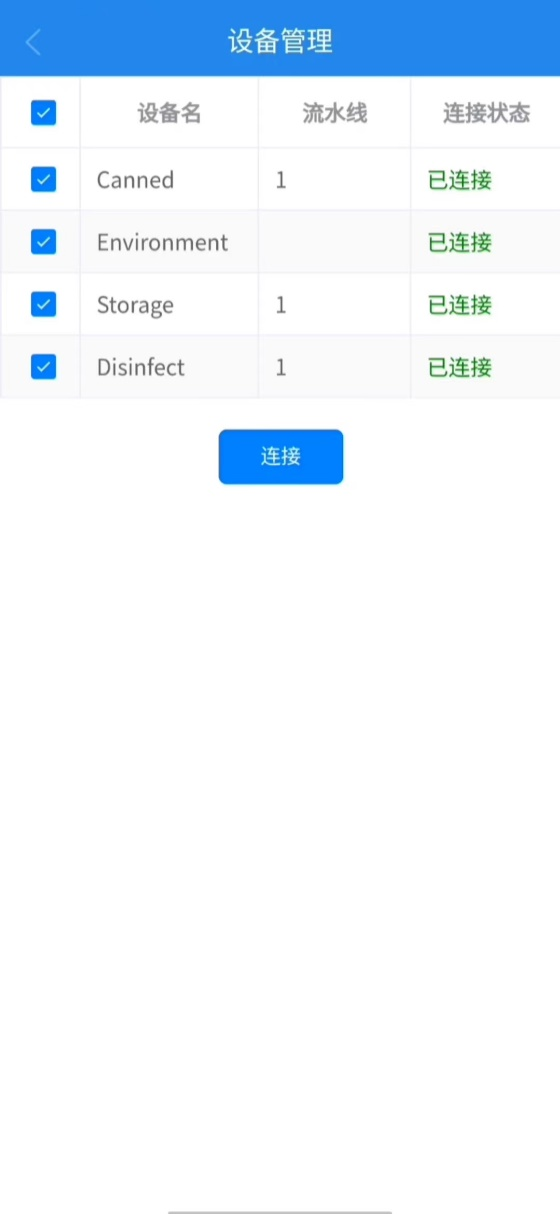 设备管理
设备名 流水线 连接状态
Canned 1 已连接
Environment 已连接
Storage 1 已连接
Disinfect 1 已连接
连接